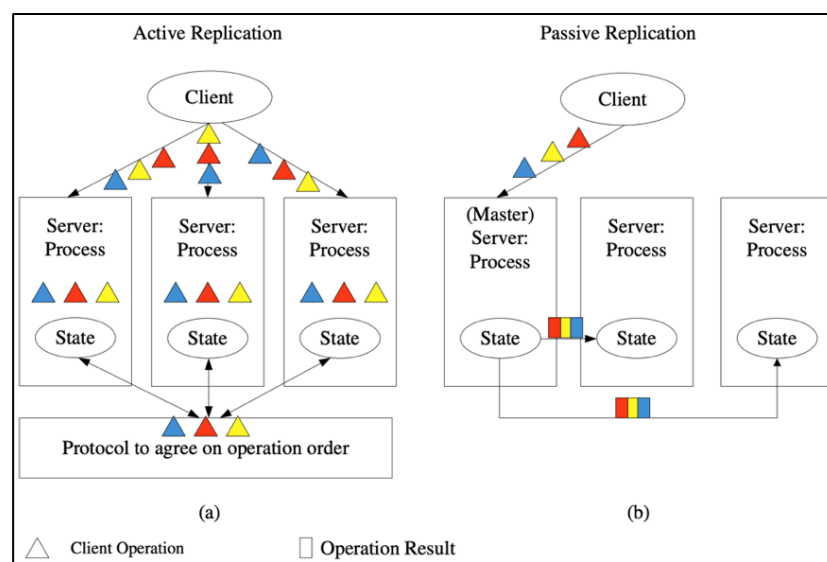 Active Replication
Passive Replication
Client
Client
Server:
Process
Server:
Process
Server:
Process
(Master)
Server:
Process
Server:
Process
Server:
Process
State
State
State
State
State
State
Protocol to agree on operation order
(a)
(b)
Client Operation
Operation Result